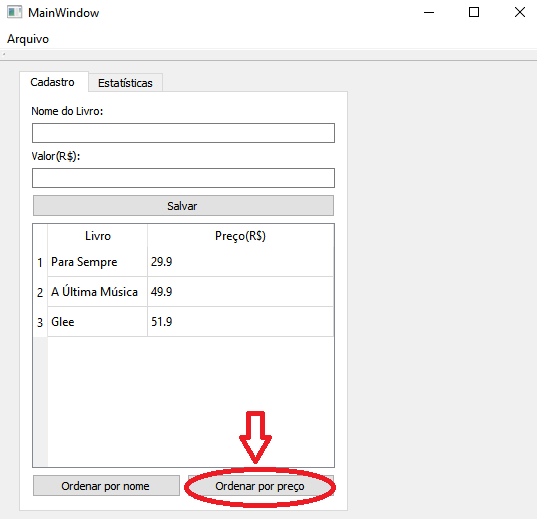 MainWindow
Arquivo
Cadastro Estatísticas
Nome do Livro:
Valor(R$):
Salvar
Livro Preço(R$)
1 Para Sempre 29.9
2 A Última Música 49.9
3 Glee 51.9
Ordenar por nome Ordenar por preço